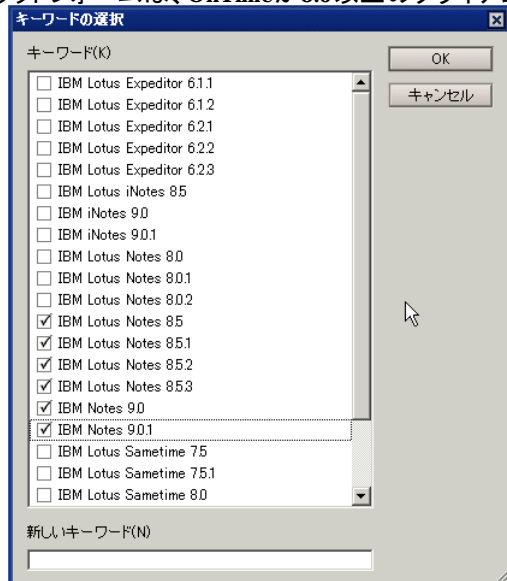 OnTimeが
キーワードの選択
キーワード(K)
OK
キャンセル
IBM Lotus Expeditor 6.1.1
IBM Lotus Expeditor 6.1.2
IBM Lotus Expeditor 6.2.1
IBM Lotus Expeditor 6.2.2
IBM Lotus Expeditor 6.2.3
IBM Lotus iNotes 8.5
IBM iNotes 9.0
IBM iNotes 9.0.1
IBM Lotus Notes 8.0
IBM Lotus Notes 8.0.1
IBM Lotus Notes 8.0.2
IBM Lotus Notes 8.5
IBM Lotus Notes 8.5.1
IBM Lotus Notes 8.5.2
IBM Lotus Notes 8.5.3
IBM Notes 9.0
IBM Notes 9.0.1
IBM Lotus Sametime 7.5
IBM Lotus Sametime 7.5.1
IBM Lotus Sametime 8.0
新しいキーワード(N)